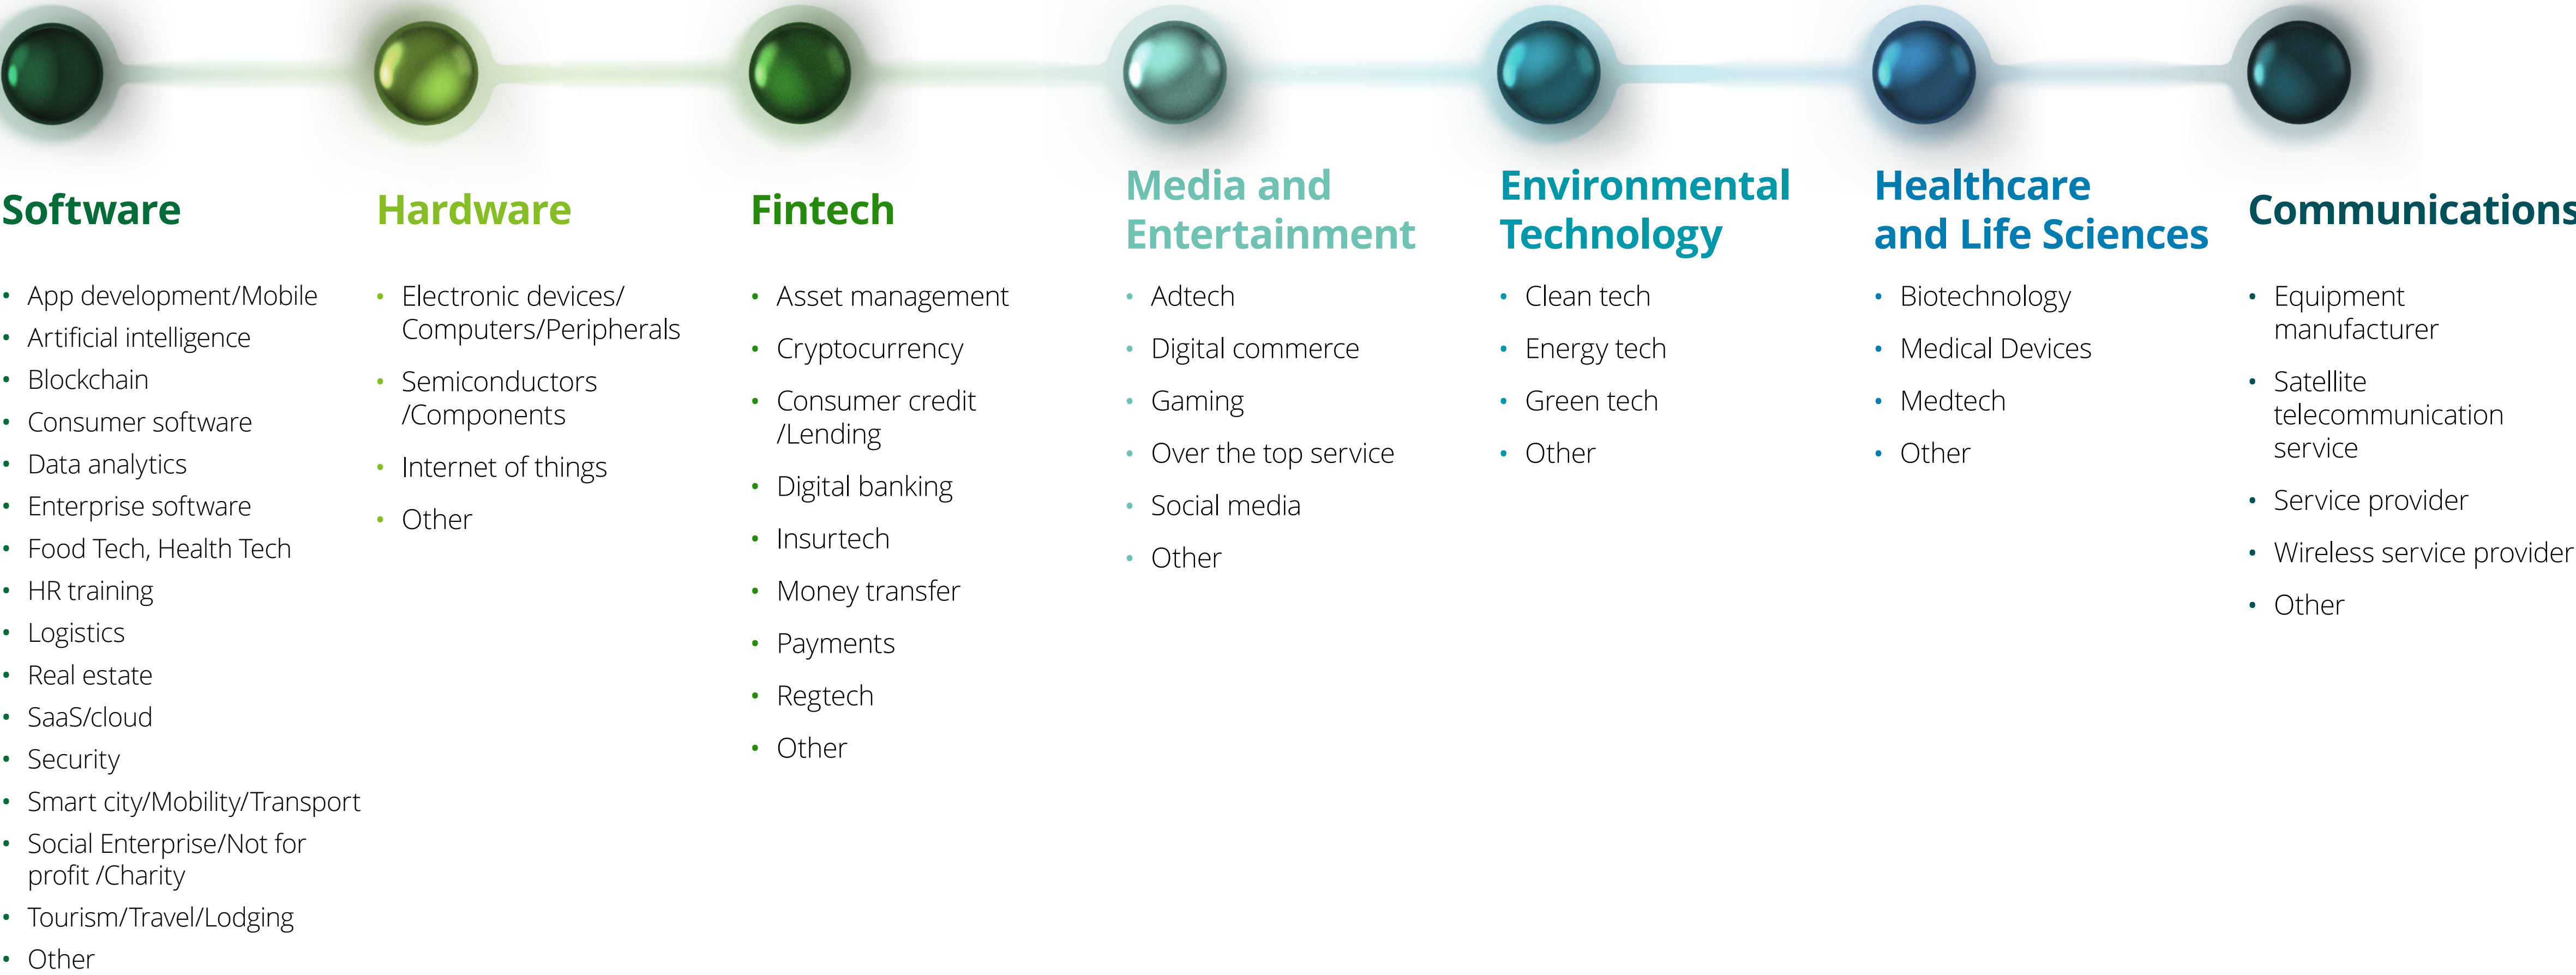 Software
• App development/Mobile
• Artificial intelligence
• Blockchain
• Consumer software
• Data analytics
• Enterprise software
• Food Tech, Health Tech
• HR training
• Logistics
• Real estate
• SaaS/cloud
• Security
• Smart city/Mobility/Transport
• Social Enterprise/Not for
profit /Charity
• Tourism/Travel/Lodging
• Other
Hardware
• Electronic devices/
Computers/Peripherals
• Semiconductors
/Components
• Internet of things
• Other
Fintech
• Asset management
• Cryptocurrency
• Consumer credit
/Lending
• Digital banking
• Insurtech
• Money transfer
• Payments
• Regtech
• Other
Media and
Entertainment
• Adtech
• Digital commerce
• Gaming
• Over the top service
• Social media
• Other
Environmental
Technology
• Clean tech
• Energy tech
• Green tech
• Other
Healthcare
and Life Sciences
• Biotechnology
• Medical Devices
• Medtech
• Other
Communications
• Equipment
manufacturer
• Satellite
telecommunication
service
• Service provider
• Wireless service provider
• Other